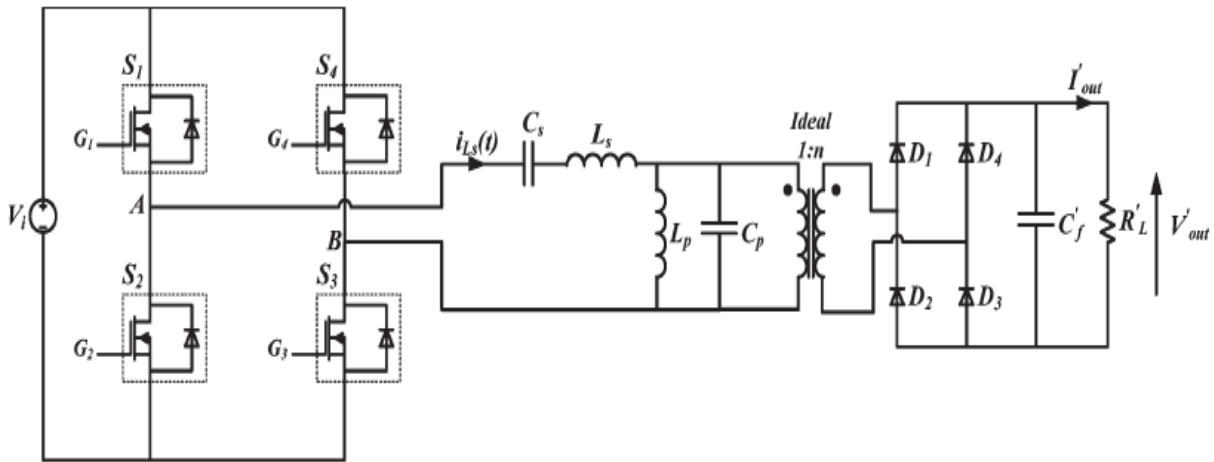 S1
S4
G1
G4
iLs(t)
Cs
Ls
Ideal
1:n
I'out
D1
D4
Vi
A
B
Lp
Cp
C'f
R'L
V'out
S2
S3
D2
D3
G2
G3